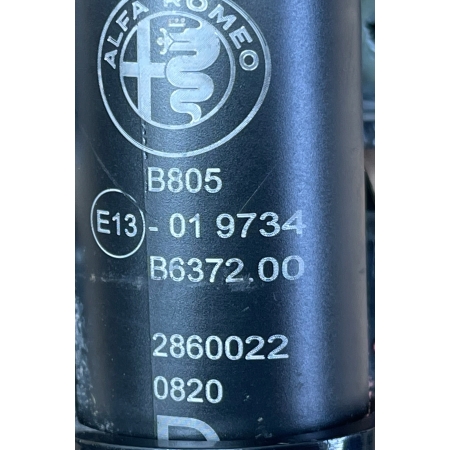 ALFA ROMEO
B805
E13 - 01 9734
B6372.00
2860022
0820